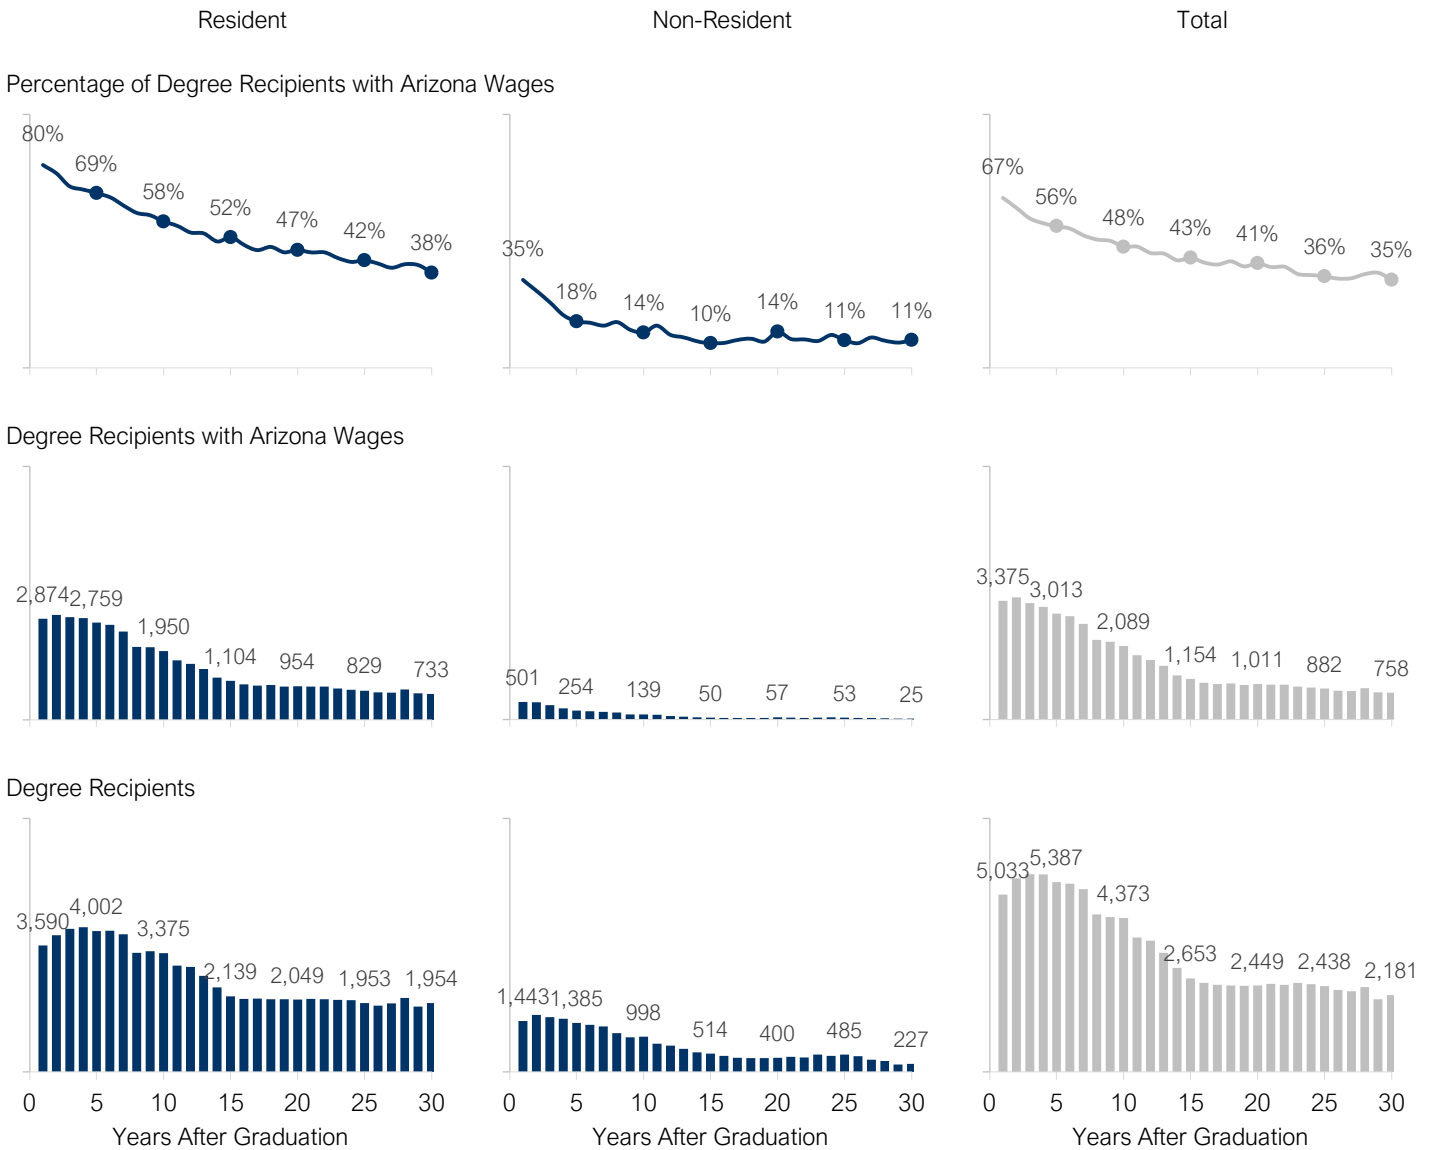 Resident Non-Resident Total
Percentage of Degree Recipients with Arizona Wages
80% 69% 58% 52% 47% 42% 38%
35% 18% 14% 10% 14% 11% 11%
67% 56% 48% 43% 41% 36% 35%
Degree Recipients with Arizona Wages
2,874 2,759 1,950 1,104 954 829 733
501 254 139 50 57 53 25
3,375 3,013 2,089 1,154 1,011 882 758
Degree Recipients
3,590 4,002 3,375 2,139 2,049 1,953 1,954
1,443 1,385 998 514 400 485 227
5,033 5,387 4,373 2,653 2,449 2,438 2,181
0 5 10 15 20 25 30
0 5 10 15 20 25 30
0 5 10 15 20 25 30
Years After Graduation Years After Graduation Years After Graduation